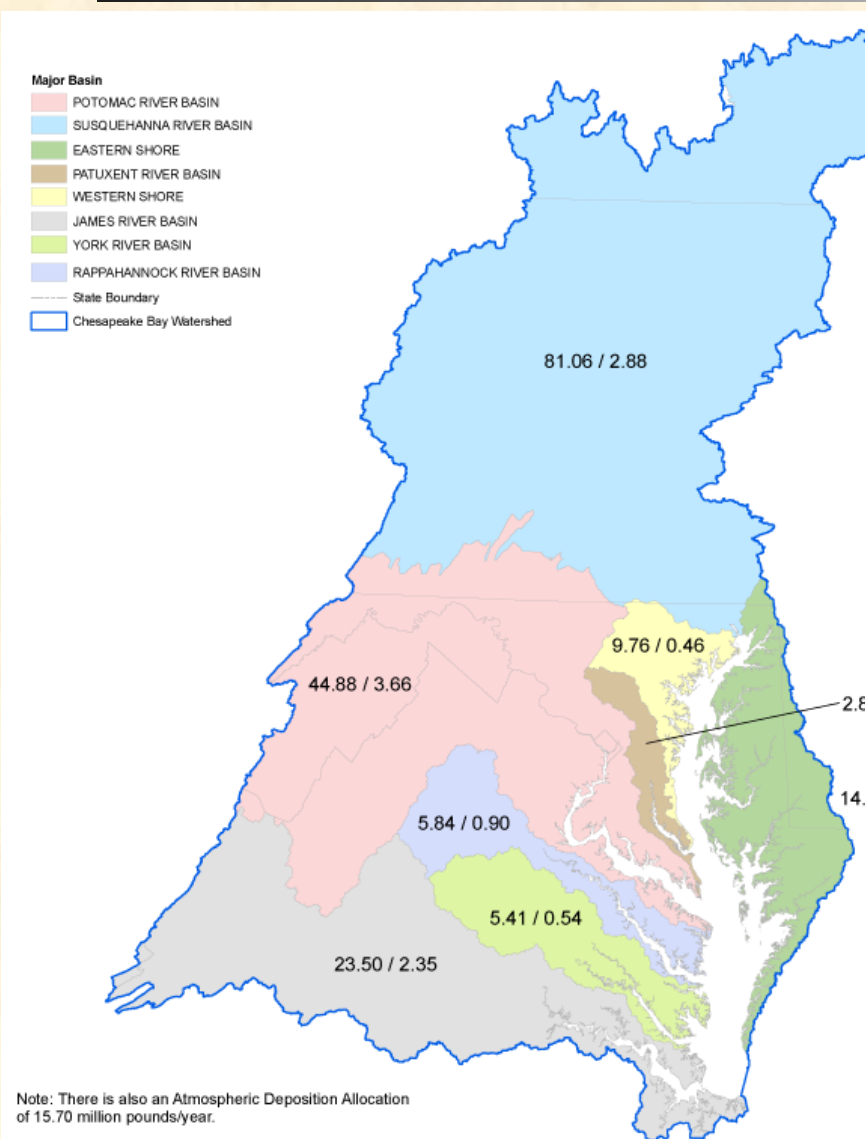 Major Basin
POTOMAC RIVER BASIN
SUSQUEHANNA RIVER BASIN
EASTERN SHORE
PATUXENT RIVER BASIN
WESTERN SHORE
JAMES RIVER BASIN
YORK RIVER BASIN
RAPPAHANNOCK RIVER BASIN
State Boundary
Chesapeake Bay Watershed
81.06 / 2.88
9.76 / 0.46
44.88 / 3.66
2.8
14.
5.84 / 0.90
5.41 / 0.54
23.50 / 2.35
Note: There is also an Atmospheric Deposition Allocation
of 15.70 million pounds/year.